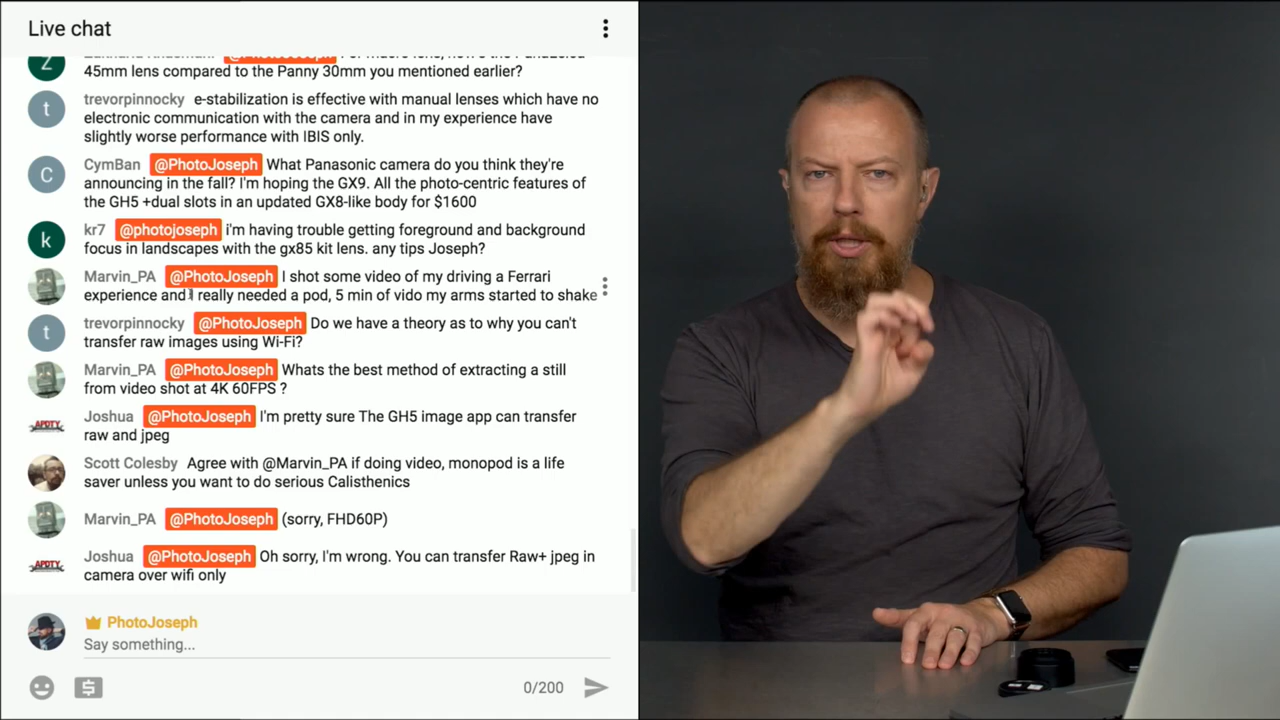 Live chat
Z
45mm lens compared to the Panny 30mm you mentioned earlier?
t
trevorpinnocky e-stabilization is effective with manual lenses which have no
electronic communication with the camera and in my experience have
slightly worse performance with IBIS only.
C
CymBan @PhotoJoseph What Panasonic camera do you think they're
announcing in the fall? I'm hoping the GX9. All the photo-centric features of
the GH5 +dual slots in an updated GX8-like body for $1600
k
kr7 @photojoseph i'm having trouble getting foreground and background
focus in landscapes with the gx85 kit lens. any tips Joseph?
Marvin_PA @PhotoJoseph I shot some video of my driving a Ferrari
experience and I really needed a pod, 5 min of vido my arms started to shake
t
trevorpinnocky @PhotoJoseph Do we have a theory as to why you can't
transfer raw images using Wi-Fi?
Marvin_PA @PhotoJoseph Whats the best method of extracting a still
from video shot at 4K 60FPS ?
APDTY
Joshua @PhotoJoseph I'm pretty sure The GH5 image app can transfer
raw and jpeg
Scott Colesby Agree with @Marvin_PA if doing video, monopod is a life
saver unless you want to do serious Calisthenics
Marvin_PA @PhotoJoseph (sorry, FHD60P)
APDTY
Joshua @PhotoJoseph Oh sorry, I'm wrong. You can transfer Raw+ jpeg in
camera over wifi only
PhotoJoseph
Say something...
$
0/200